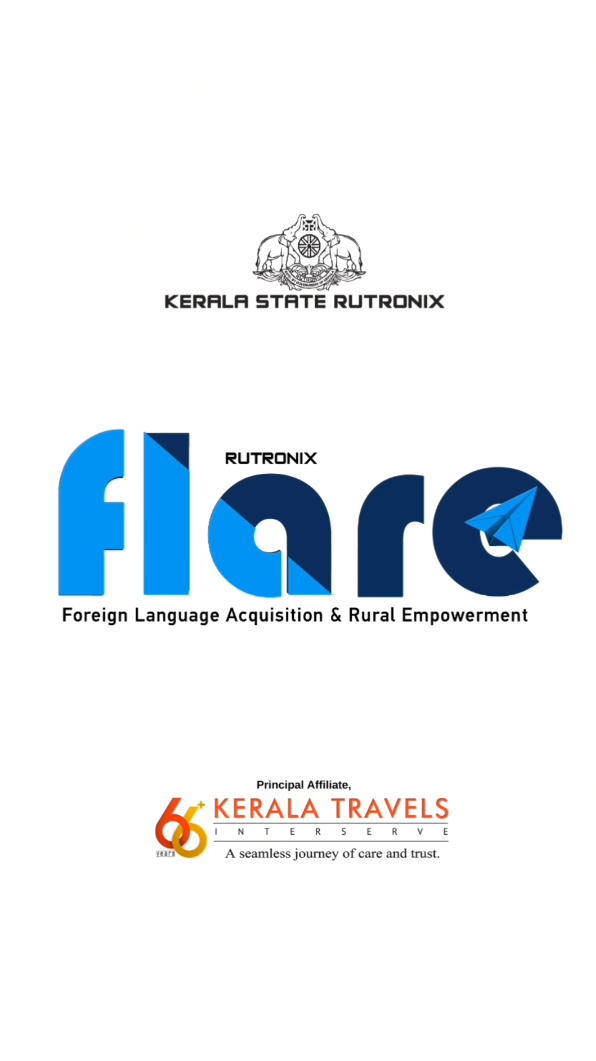 KERALA STATE RUTRONIX
RUTRONIX
flare
Foreign Language Acquisition & Rural Empowerment
Principal Affiliate,
66+
YEARS
KERALA TRAVELS
INTERSERVE
A seamless journey of care and trust.